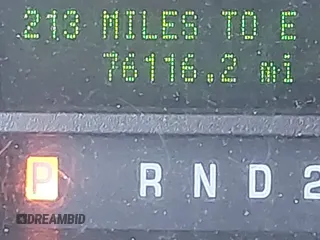 213 MILES TO E
76116.2 mi
P R N D 2
DREAMBID